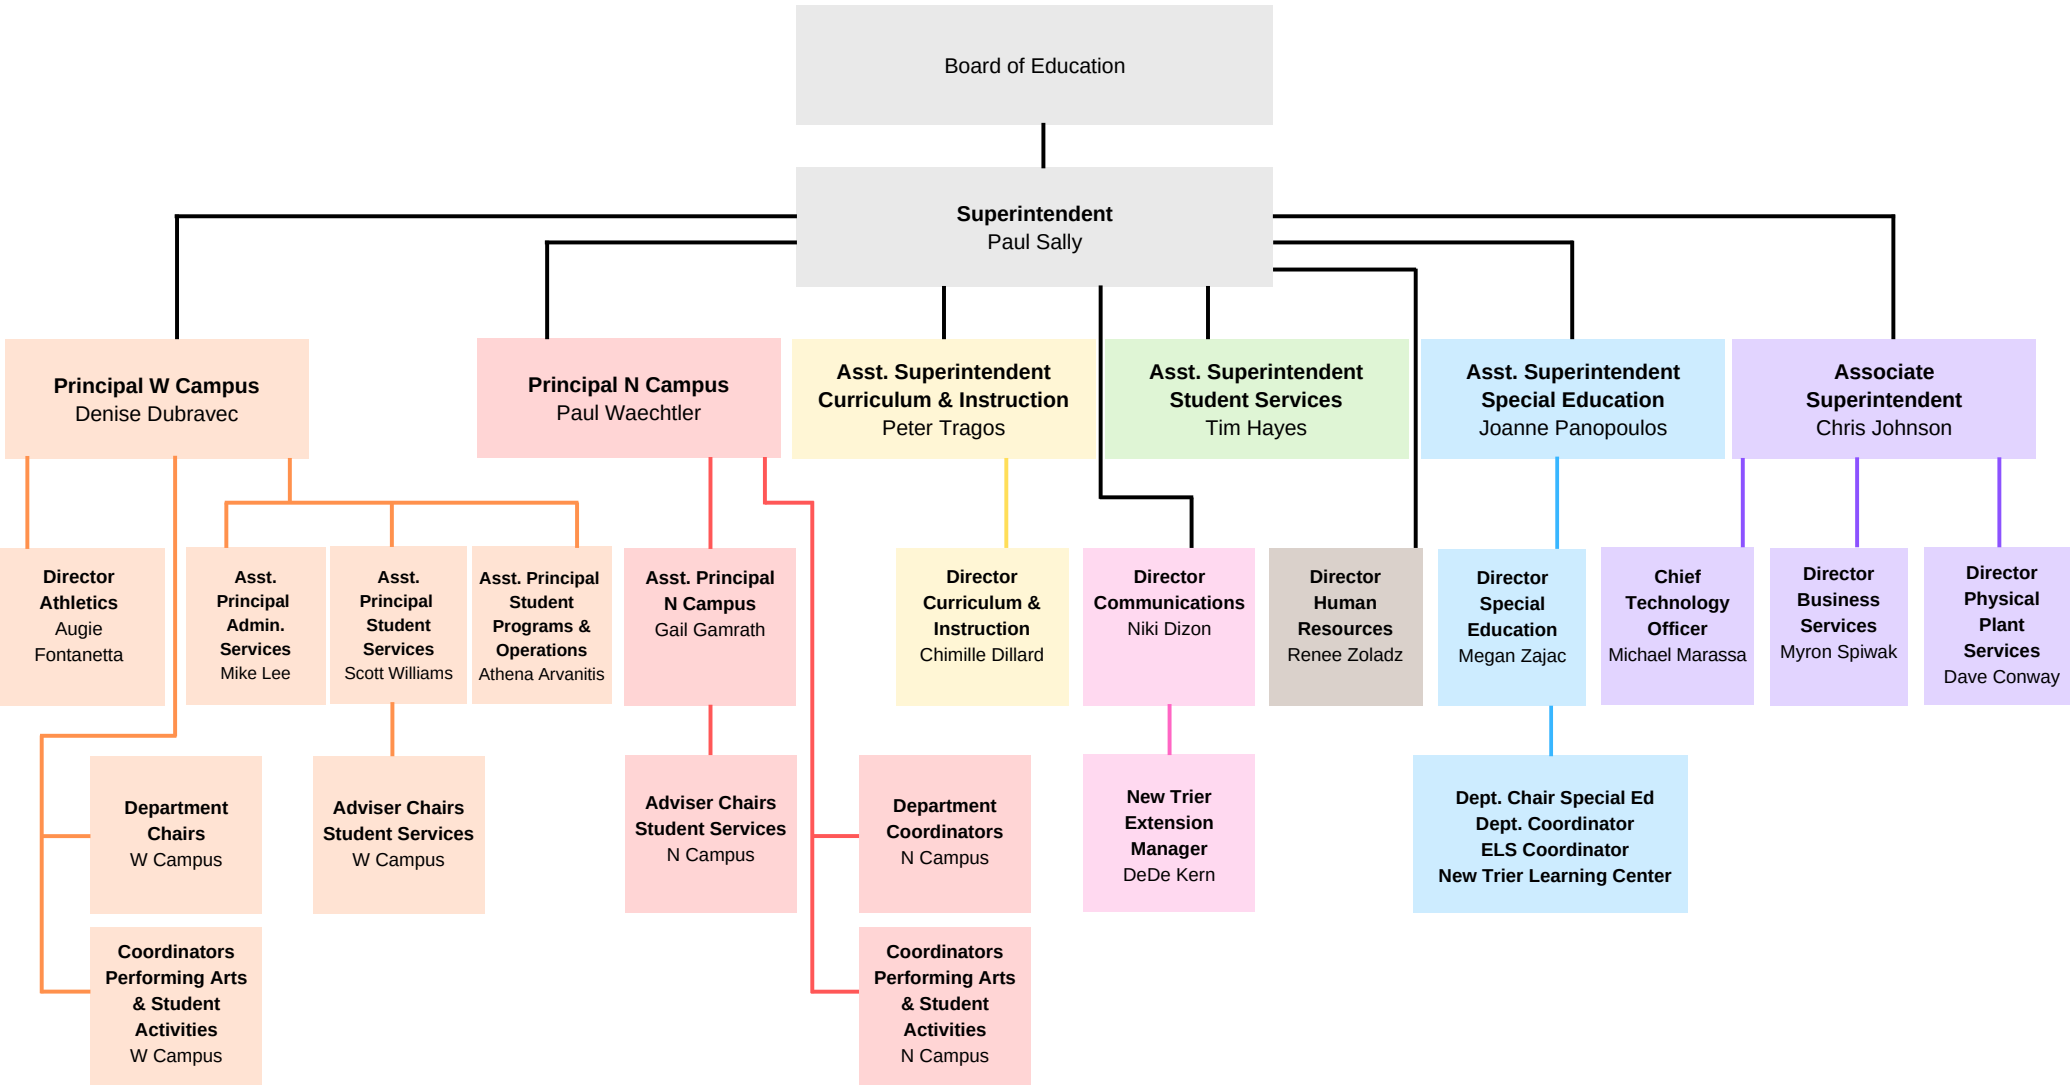 Board of Education
Superintendent
Paul Sally
Principal W Campus
Denise Dubravec
Principal N Campus
Paul Waechtler
Asst. Superintendent
Curriculum & Instruction
Peter Tragos
Asst. Superintendent
Student Services
Tim Hayes
Asst. Superintendent
Special Education
Joanne Panopoulos
Associate
Superintendent
Chris Johnson
Director
Athletics
Augie
Fontanetta
Asst.
Principal
Admin.
Services
Mike Lee
Asst.
Principal
Student
Services
Scott Williams
Asst. Principal
Student
Programs &
Operations
Athena Arvanitis
Asst. Principal
N Campus
Gail Gamrath
Director
Curriculum &
Instruction
Chimille Dillard
Director
Communications
Niki Dizon
Director
Human
Resources
Renee Zoladz
Director
Special
Education
Megan Zajac
Chief
Technology
Officer
Michael Marassa
Director
Business
Services
Myron Spiwak
Director
Physical
Plant
Services
Dave Conway
Department
Chairs
W Campus
Adviser Chairs
Student Services
W Campus
Adviser Chairs
Student Services
N Campus
Department
Coordinators
N Campus
New Trier
Extension
Manager
DeDe Kern
Dept. Chair Special Ed
Dept. Coordinator
ELS Coordinator
New Trier Learning Center
Coordinators
Performing Arts
& Student
Activities
W Campus
Coordinators
Performing Arts
& Student
Activities
N Campus